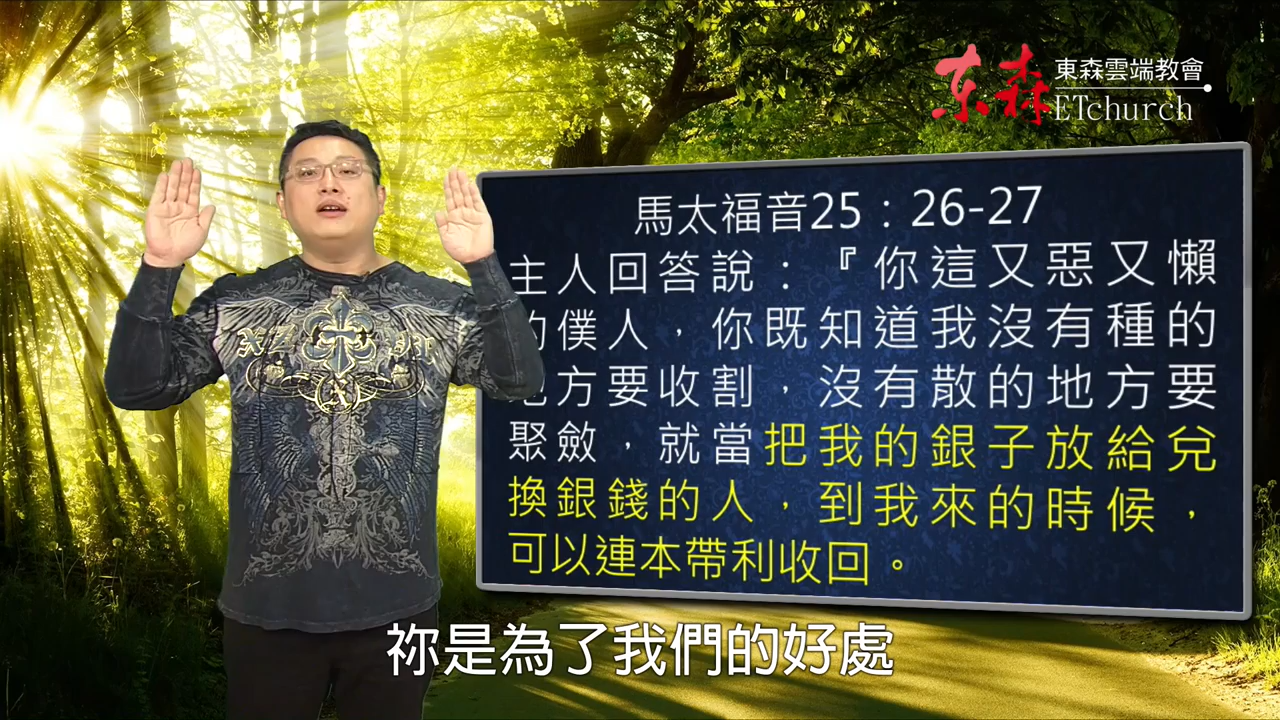 东森
東森雲端教會
ETchurch
馬太福音25：26-27
主人回答說：『你這又惡又懶
的僕人，你既知道我沒有種的
地方要收割，沒有散的地方要
聚斂，就當把我的銀子放給兌
換銀錢的人，到我來的時候，
可以連本帶利收回。
祢是為了我們的好處